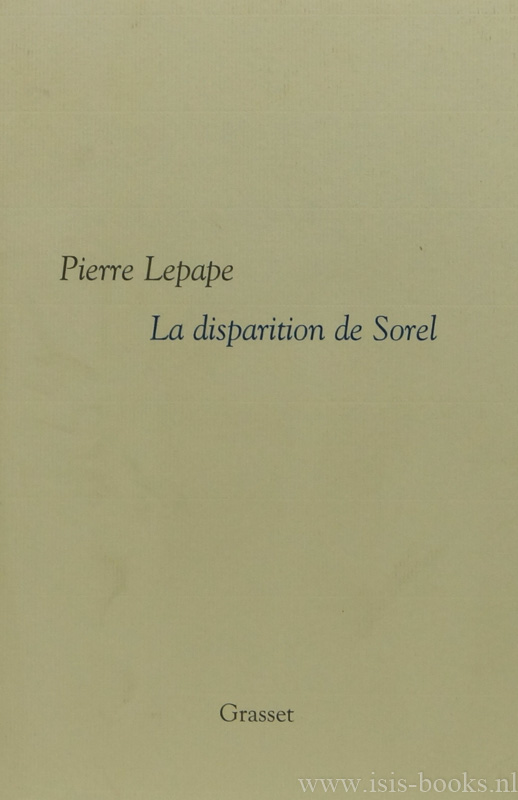 Pierre Lepape
La disparition de Sorel
Grasset
www.isis-books.nl